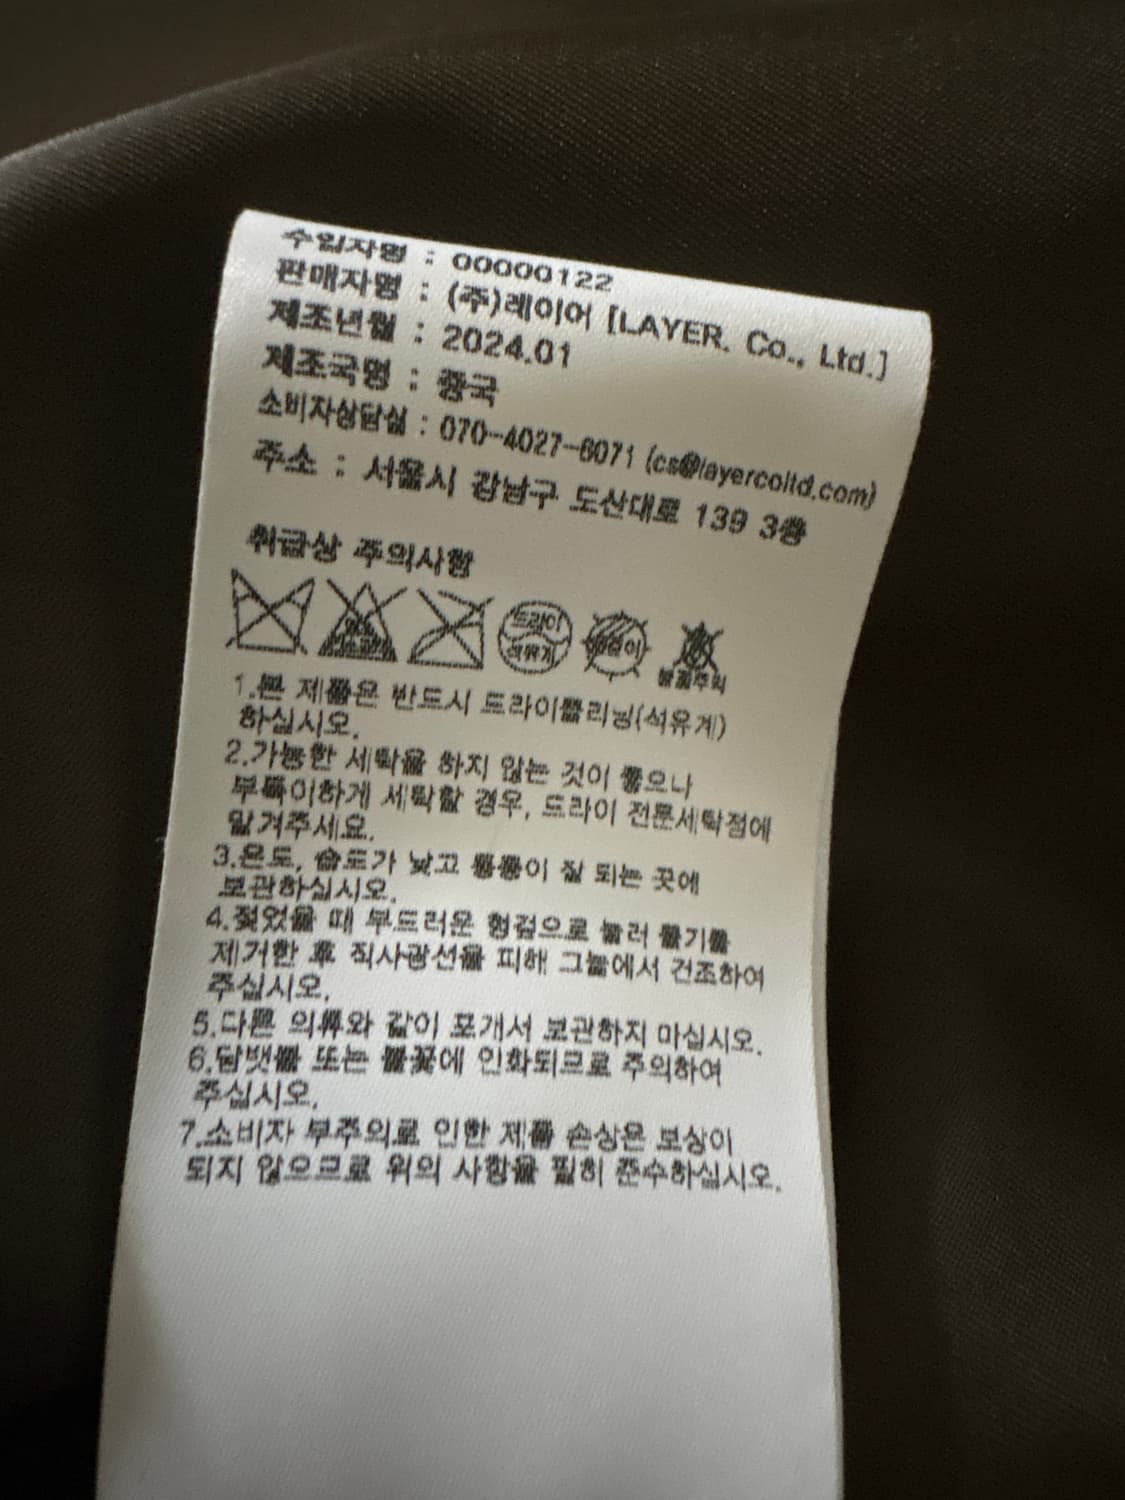 수입자명 : 00000122
판매자명 : (주)레이어 [LAYER. Co., Ltd.]
제조년월 : 2024.01
제조국명 : 중국
소비자상담실 : 070-4027-6071 (cs@layercoltd.com)
주소 : 서울시 강남구 도산대로 139 3층
취급상 주의사항
드라이
석유계
옷걸이
불꽃주의
1.본 제품은 반드시 드라이클리닝(석유계)
하십시오.
2.가능한 세탁을 하지 않는 것이 좋으나
부득이하게 세탁할 경우, 드라이 전문세탁점에
맡겨주세요.
3.온도, 습도가 낮고 통풍이 잘 되는 곳에
보관하십시오.
4.젖었을 때 부드러운 헝겊으로 눌러 물기를
제거한 후 직사광선을 피해 그늘에서 건조하여
주십시오.
5.다른 의류와 같이 포개서 보관하지 마십시오.
6.담뱃불 또는 불꽃에 인화되므로 주의하여
주십시오.
7.소비자 부주의로 인한 제품 손상은 보상이
되지 않으므로 위의 사항을 필히 준수하십시오.